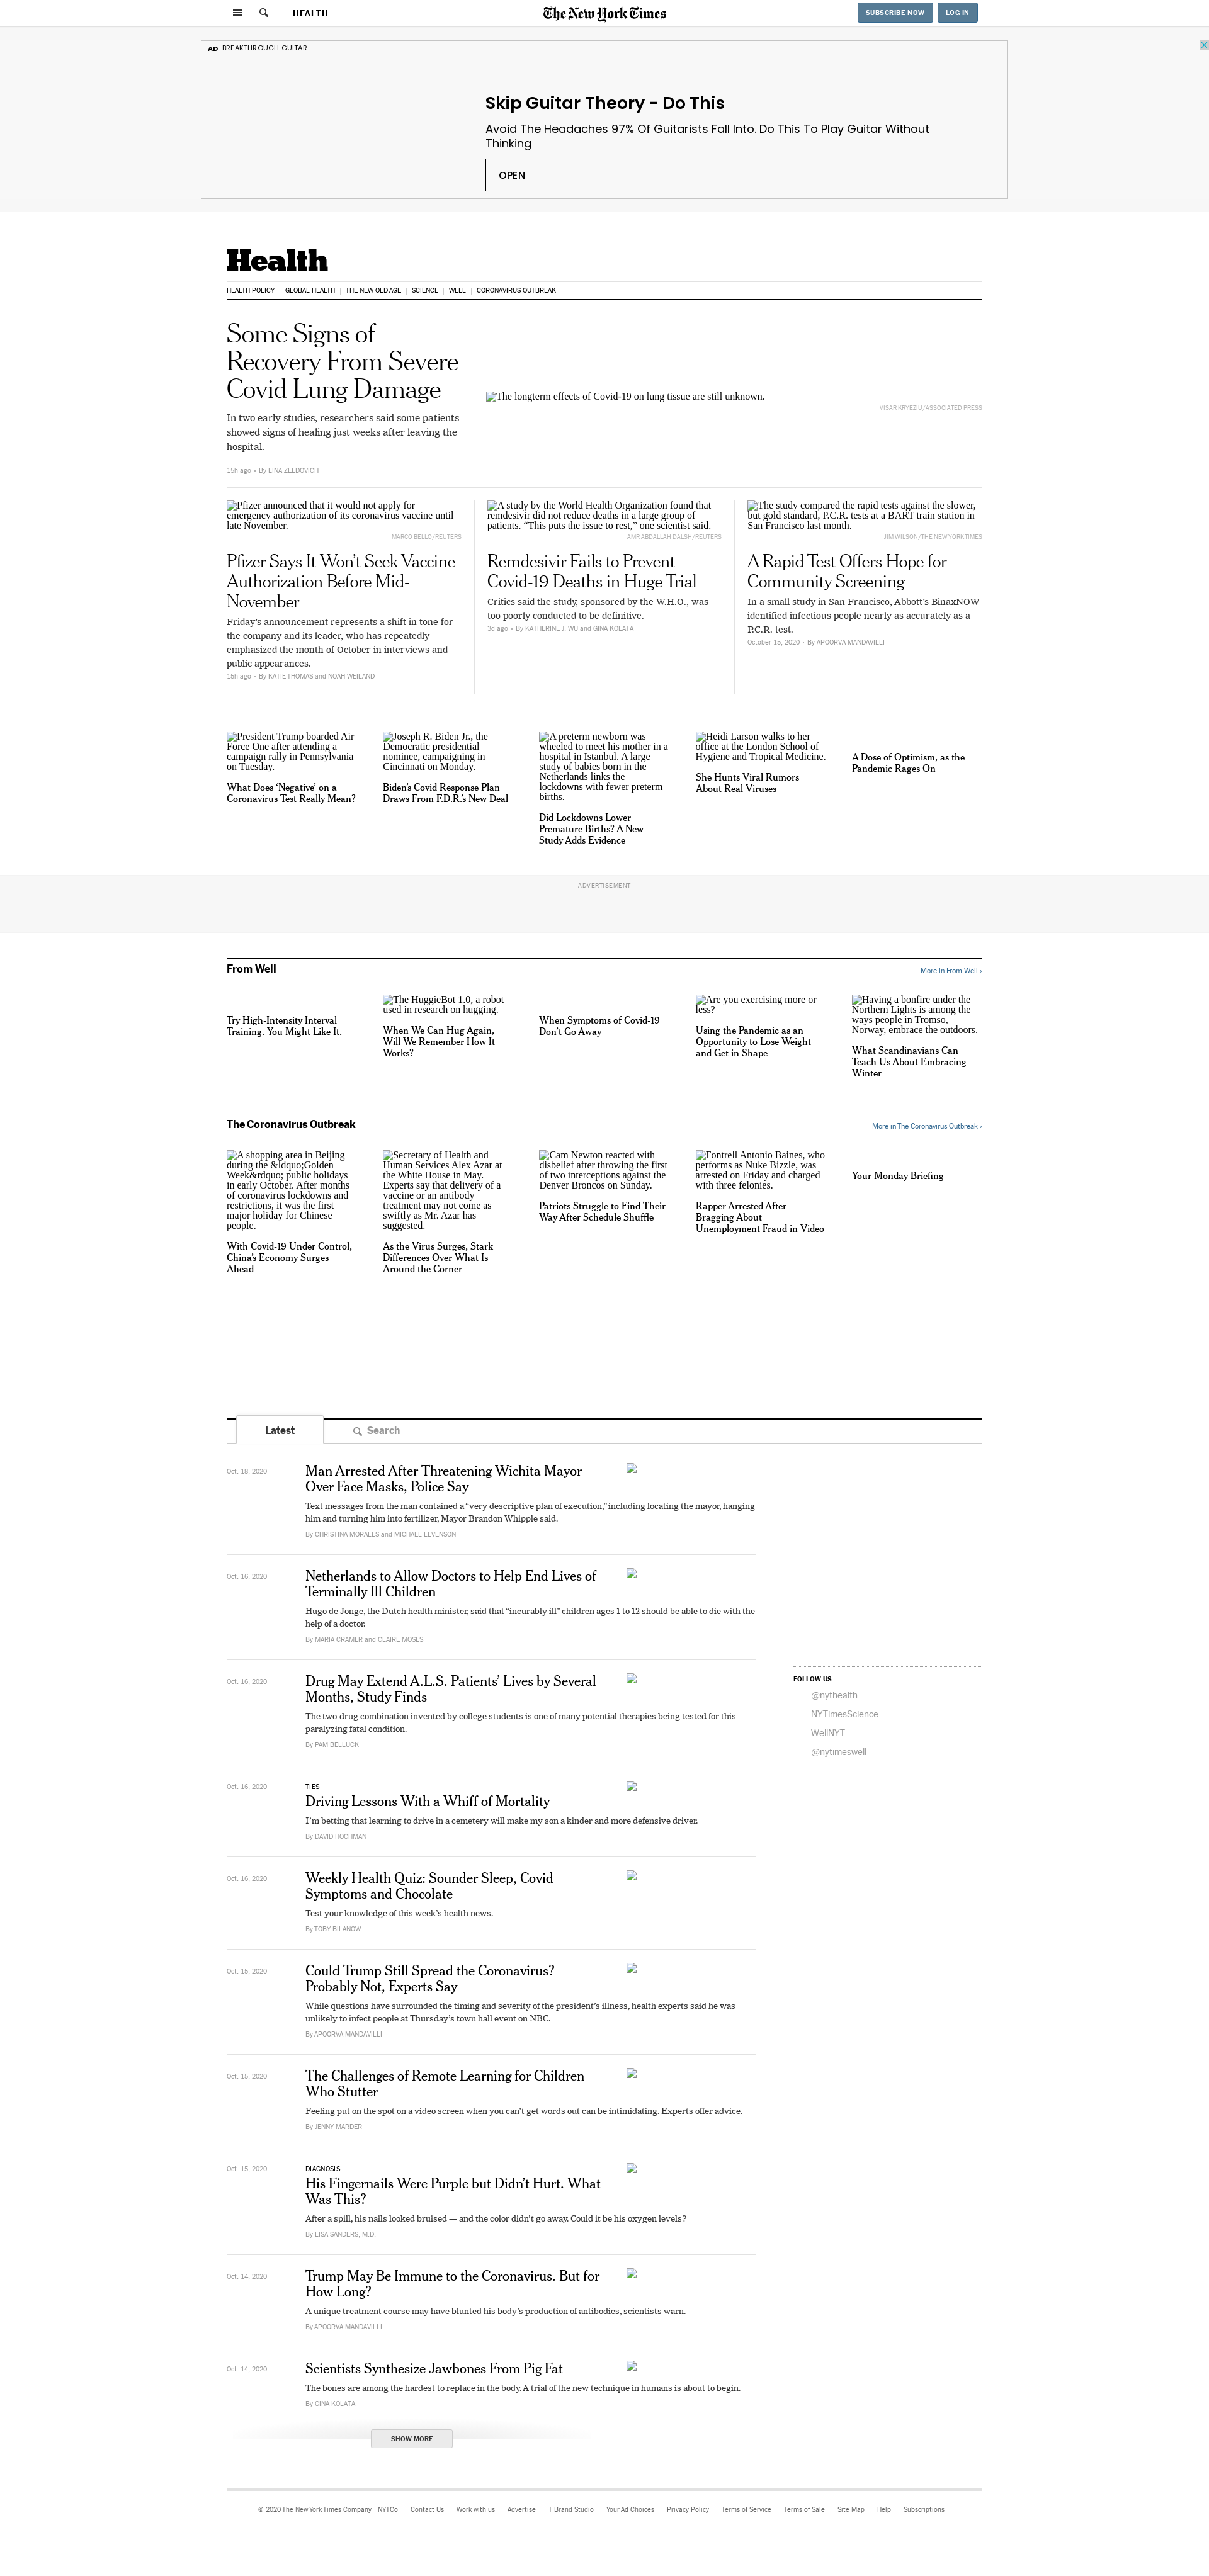 HEALTH
The New York Times
SUBSCRIBE NOW
LOG IN
AD BREAKTHROUGH GUITAR
Skip Guitar Theory - Do This
Avoid The Headaches 97% Of Guitarists Fall Into. Do This To Play Guitar Without
Thinking
OPEN
Health
HEALTH POLICY
GLOBAL HEALTH
THE NEW OLD AGE
SCIENCE
WELL
CORONAVIRUS OUTBREAK
Some Signs of
Recovery From Severe
Covid Lung Damage
In two early studies, researchers said some patients
showed signs of healing just weeks after leaving the
hospital.
15h ago • By LINA ZELDOVICH
The longterm effects of Covid-19 on lung tissue are still unknown.
VISAR KRYEZIU/ASSOCIATED PRESS
Pfizer announced that it would not apply for
emergency authorization of its coronavirus vaccine until
late November.
MARCO BELLO/REUTERS
Pfizer Says It Won’t Seek Vaccine
Authorization Before Mid-
November
Friday’s announcement represents a shift in tone for
the company and its leader, who has repeatedly
emphasized the month of October in interviews and
public appearances.
15h ago • By KATIE THOMAS and NOAH WEILAND
A study by the World Health Organization found that
remdesivir did not reduce deaths in a large group of
patients. “This puts the issue to rest,” one scientist said.
AMR ABDALLAH DALSH/REUTERS
Remdesivir Fails to Prevent
Covid-19 Deaths in Huge Trial
Critics said the study, sponsored by the W.H.O., was
too poorly conducted to be definitive.
3d ago • By KATHERINE J. WU and GINA KOLATA
The study compared the rapid tests against the slower,
but gold standard, P.C.R. tests at a BART train station in
San Francisco last month.
JIM WILSON/THE NEW YORK TIMES
A Rapid Test Offers Hope for
Community Screening
In a small study in San Francisco, Abbott’s BinaxNOW
identified infectious people nearly as accurately as a
P.C.R. test.
October 15, 2020 • By APOORVA MANDAVILLI
President Trump boarded Air
Force One after attending a
campaign rally in Pennsylvania
on Tuesday.
What Does ‘Negative’ on a
Coronavirus Test Really Mean?
Joseph R. Biden Jr., the
Democratic presidential
nominee, campaigning in
Cincinnati on Monday.
Biden’s Covid Response Plan
Draws From F.D.R.’s New Deal
A preterm newborn was
wheeled to meet his mother in a
hospital in Istanbul. A large
study of babies born in the
Netherlands links the
lockdowns with fewer preterm
births.
Did Lockdowns Lower
Premature Births? A New
Study Adds Evidence
Heidi Larson walks to her
office at the London School of
Hygiene and Tropical Medicine.
She Hunts Viral Rumors
About Real Viruses
A Dose of Optimism, as the
Pandemic Rages On
ADVERTISEMENT
From Well
More in From Well ›
Try High-Intensity Interval
Training. You Might Like It.
The HuggieBot 1.0, a robot
used in research on hugging.
When We Can Hug Again,
Will We Remember How It
Works?
When Symptoms of Covid-19
Don’t Go Away
Are you exercising more or
less?
Using the Pandemic as an
Opportunity to Lose Weight
and Get in Shape
Having a bonfire under the
Northern Lights is among the
ways people in Tromso,
Norway, embrace the outdoors.
What Scandinavians Can
Teach Us About Embracing
Winter
The Coronavirus Outbreak
More in The Coronavirus Outbreak ›
A shopping area in Beijing
during the &ldquo;Golden
Week&rdquo; public holidays
in early October. After months
of coronavirus lockdowns and
restrictions, it was the first
major holiday for Chinese
people.
With Covid-19 Under Control,
China’s Economy Surges
Ahead
Secretary of Health and
Human Services Alex Azar at
the White House in May.
Experts say that delivery of a
vaccine or an antibody
treatment may not come as
swiftly as Mr. Azar has
suggested.
As the Virus Surges, Stark
Differences Over What Is
Around the Corner
Cam Newton reacted with
disbelief after throwing the first
of two interceptions against the
Denver Broncos on Sunday.
Patriots Struggle to Find Their
Way After Schedule Shuffle
Fontrell Antonio Baines, who
performs as Nuke Bizzle, was
arrested on Friday and charged
with three felonies.
Rapper Arrested After
Bragging About
Unemployment Fraud in Video
Your Monday Briefing
Latest
Search
Oct. 18, 2020
Man Arrested After Threatening Wichita Mayor
Over Face Masks, Police Say
Text messages from the man contained a “very descriptive plan of execution,” including locating the mayor, hanging
him and turning him into fertilizer, Mayor Brandon Whipple said.
By CHRISTINA MORALES and MICHAEL LEVENSON
Oct. 16, 2020
Netherlands to Allow Doctors to Help End Lives of
Terminally Ill Children
Hugo de Jonge, the Dutch health minister, said that “incurably ill” children ages 1 to 12 should be able to die with the
help of a doctor.
By MARIA CRAMER and CLAIRE MOSES
Oct. 16, 2020
Drug May Extend A.L.S. Patients’ Lives by Several
Months, Study Finds
The two-drug combination invented by college students is one of many potential therapies being tested for this
paralyzing fatal condition.
By PAM BELLUCK
FOLLOW US
@nythealth
NYTimesScience
WellNYT
@nytimeswell
Oct. 16, 2020
TIES
Driving Lessons With a Whiff of Mortality
I’m betting that learning to drive in a cemetery will make my son a kinder and more defensive driver.
By DAVID HOCHMAN
Oct. 16, 2020
Weekly Health Quiz: Sounder Sleep, Covid
Symptoms and Chocolate
Test your knowledge of this week’s health news.
By TOBY BILANOW
Oct. 15, 2020
Could Trump Still Spread the Coronavirus?
Probably Not, Experts Say
While questions have surrounded the timing and severity of the president’s illness, health experts said he was
unlikely to infect people at Thursday’s town hall event on NBC.
By APOORVA MANDAVILLI
Oct. 15, 2020
The Challenges of Remote Learning for Children
Who Stutter
Feeling put on the spot on a video screen when you can’t get words out can be intimidating. Experts offer advice.
By JENNY MARDER
Oct. 15, 2020
DIAGNOSIS
His Fingernails Were Purple but Didn’t Hurt. What
Was This?
After a spill, his nails looked bruised — and the color didn’t go away. Could it be his oxygen levels?
By LISA SANDERS, M.D.
Oct. 14, 2020
Trump May Be Immune to the Coronavirus. But for
How Long?
A unique treatment course may have blunted his body’s production of antibodies, scientists warn.
By APOORVA MANDAVILLI
Oct. 14, 2020
Scientists Synthesize Jawbones From Pig Fat
The bones are among the hardest to replace in the body. A trial of the new technique in humans is about to begin.
By GINA KOLATA
SHOW MORE
© 2020 The New York Times Company NYTCo Contact Us Work with us Advertise T Brand Studio Your Ad Choices Privacy Policy Terms of Service Terms of Sale Site Map Help Subscriptions